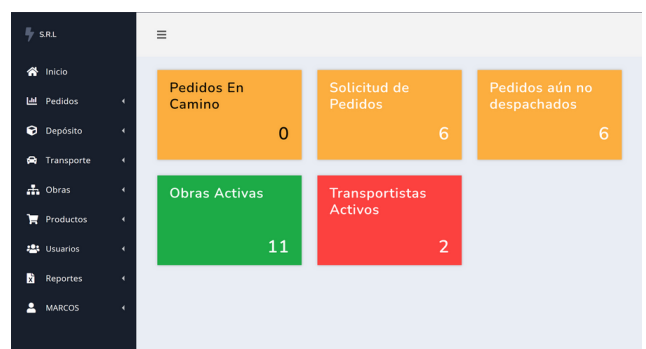 S.R.L
Inicio
Pedidos
Depósito
Transporte
Obras
Productos
Usuarios
Reportes
MARCOS
Pedidos En
Camino
0
Solicitud de
Pedidos
6
Pedidos aún no
despachados
6
Obras Activas
11
Transportistas
Activos
2